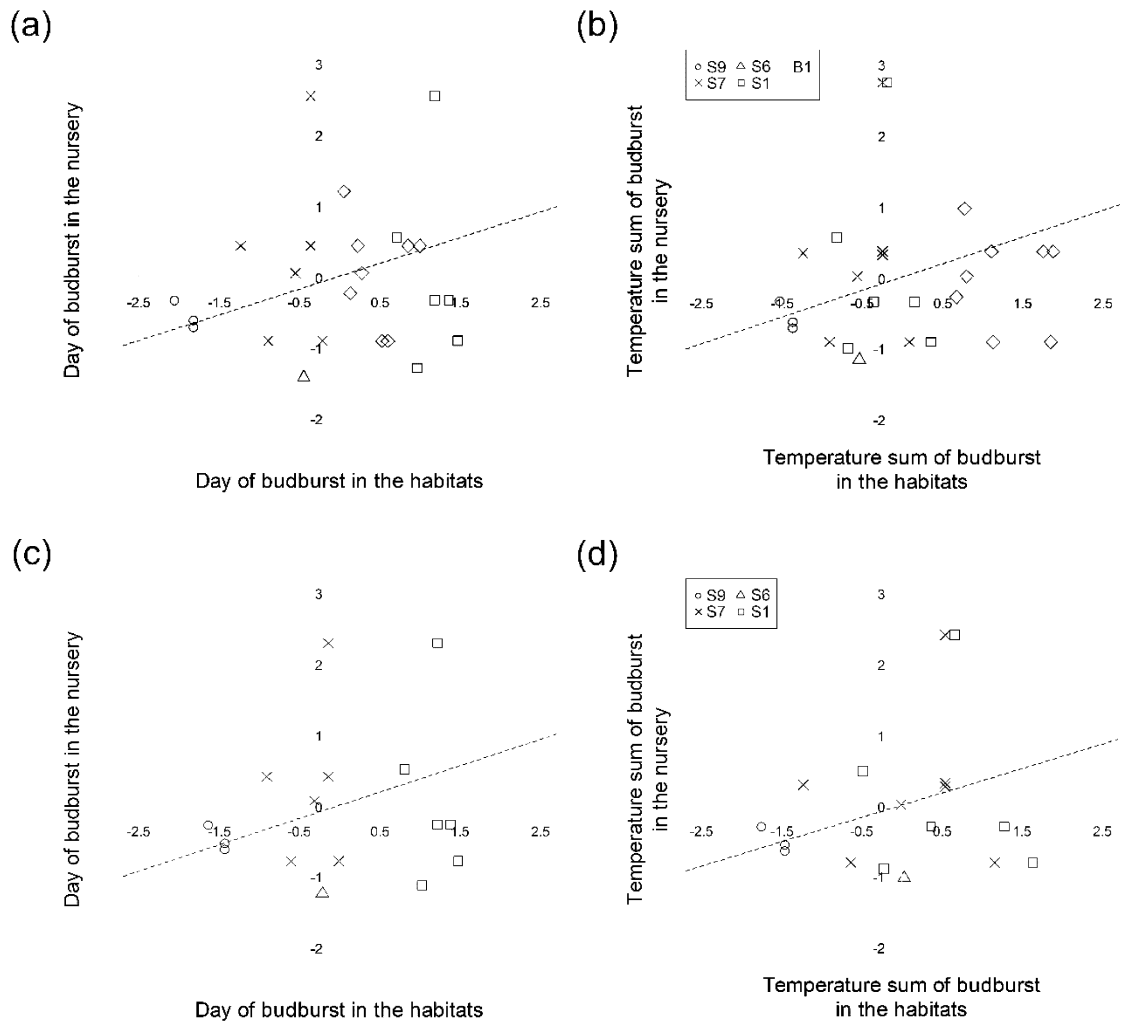 (a)
Day of budburst in the nursery
3
2
1
0
-2.5 -1.5 -0.5 0.5 1.5 2.5
-1
-2
Day of budburst in the habitats
(b)
S9 S6 B1
S7 S1
Temperature sum of budburst
in the nursery
3
2
1
0
-2.5 -1.5 -0.5 0.5 1.5 2.5
-1
-2
Temperature sum of budburst
in the habitats
(c)
Day of budburst in the nursery
3
2
1
0
-2.5 -1.5 -0.5 0.5 1.5 2.5
-1
-2
Day of budburst in the habitats
(d)
S9 S6
S7 S1
Temperature sum of budburst
in the nursery
3
2
1
0
-2.5 -1.5 -0.5 0.5 1.5 2.5
-1
-2
Temperature sum of budburst
in the habitats